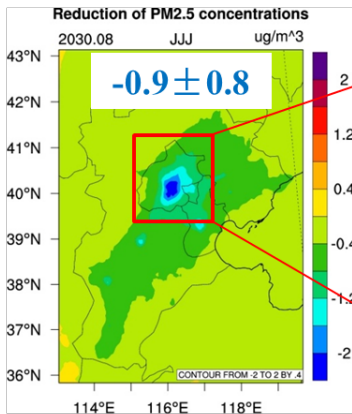 Reduction of PM2.5 concentrations
2030.08 JJJ ug/m^3
-0.9±0.8
43°N
42°N
41°N
40°N
39°N
38°N
37°N
36°N
2
1.2
0.4
-0.4
-1.2
-2
CONTOUR FROM -2 TO 2 BY .4
114°E 116°E 118°E